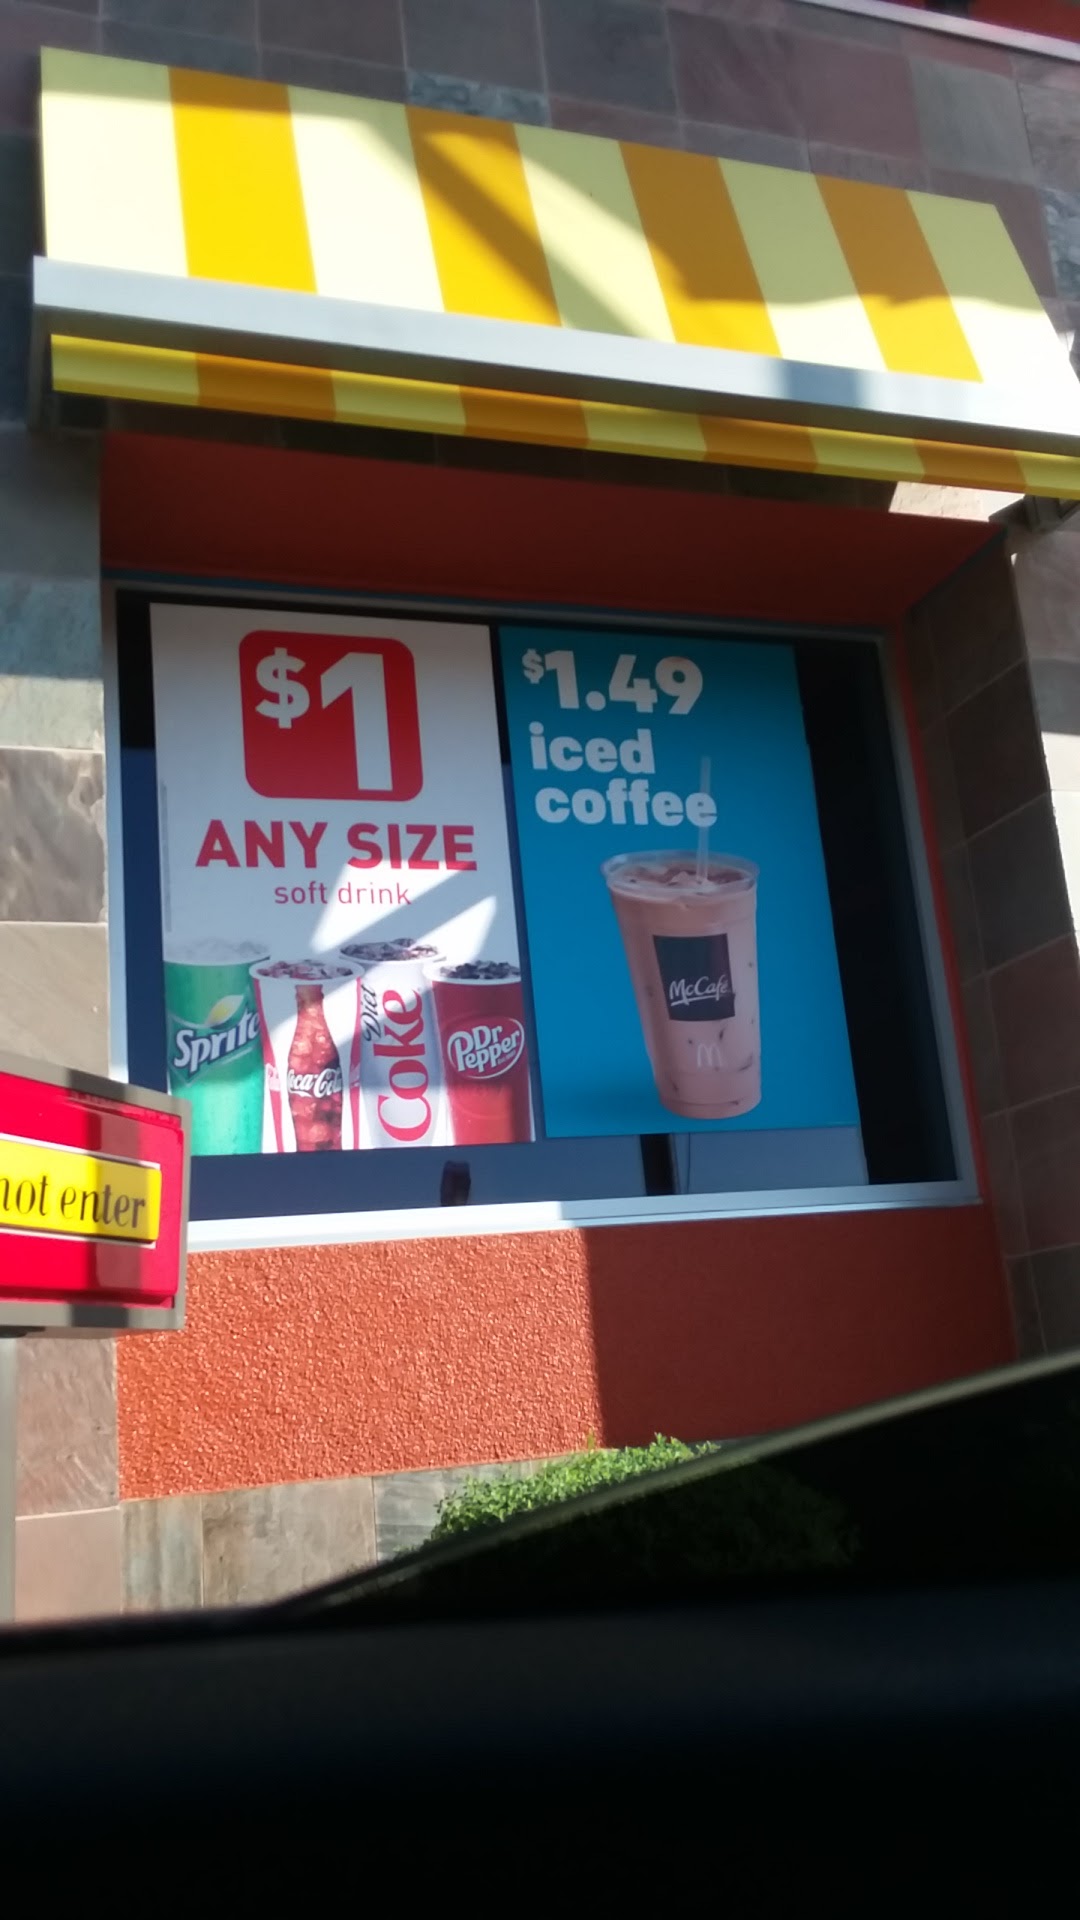 $1
ANY SIZE
soft drink
Sprite
Coca-Cola
Diet
Coke
Dr
Pepper
$1.49
iced
coffee
McCafé
not enter